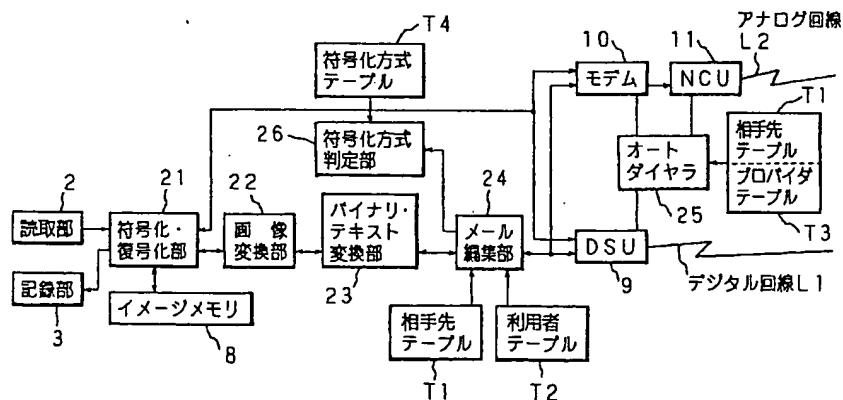 アナログ回線
L2
T4
10
11
符号化方式
テーブル
モデム
NCU
T1
26
符号化方式
判定部
オート
ダイヤラ
相手先
テーブル
プロバイダ
テーブル
2
21
22
24
25
T3
読取部
符号化・
復号化部
画像
変換部
バイナリ・
テキスト
変換部
メール
編集部
DSU
記録部
23
9
デジタル回線L1
3
イメージメモリ
8
相手先
テーブル
利用者
テーブル
T1
T2